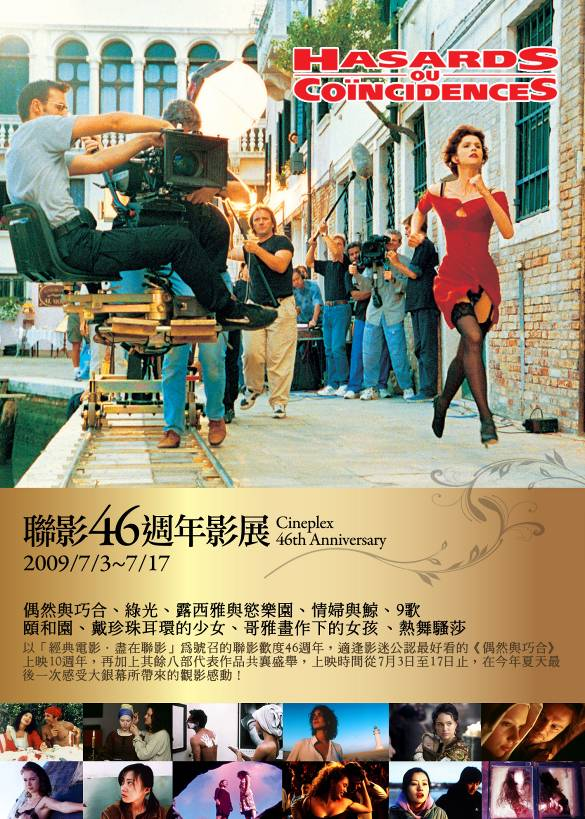 HASARDS
OU
COÏNCIDENCES
聯影46週年影展 Cineplex
46th Anniversary
2009/7/3~7/17
偶然與巧合、綠光、露西雅與慾樂園、情婦與鯨、9歌
頤和園、戴珍珠耳環的少女、哥雅畫作下的女孩、熱舞騷莎
以「經典電影．盡在聯影」為號召的聯影歡度46週年，適逢影迷公認最好看的《偶然與巧合》
上映10週年，再加上其餘八部代表作品共襄盛舉，上映時間從7月3日至17日止，在今年夏天最
後一次感受大銀幕所帶來的觀影感動！